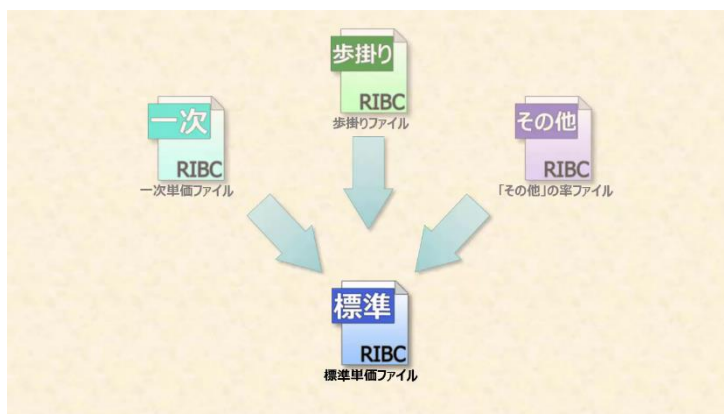 歩掛り
RIBC
歩掛りファイル
一次
RIBC
一次単価ファイル
その他
RIBC
「その他」の率ファイル
標準
RIBC
標準単価ファイル